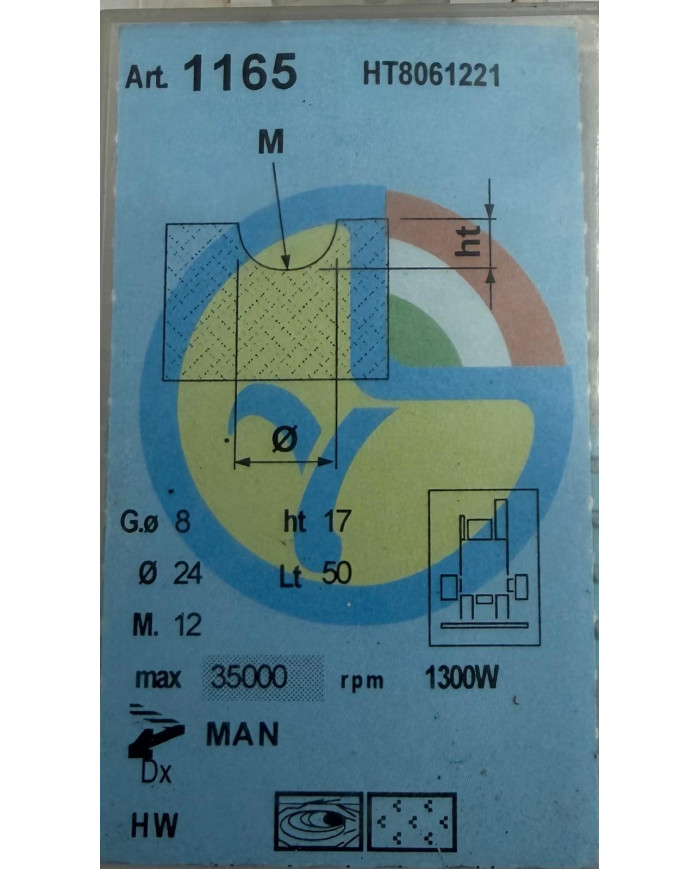 Art. 1165 HT8061221
M
ht
Ø
G.ø 8 ht 17
Ø 24 Lt 50
M. 12
max 35000 rpm 1300W
MAN
Dx
HW